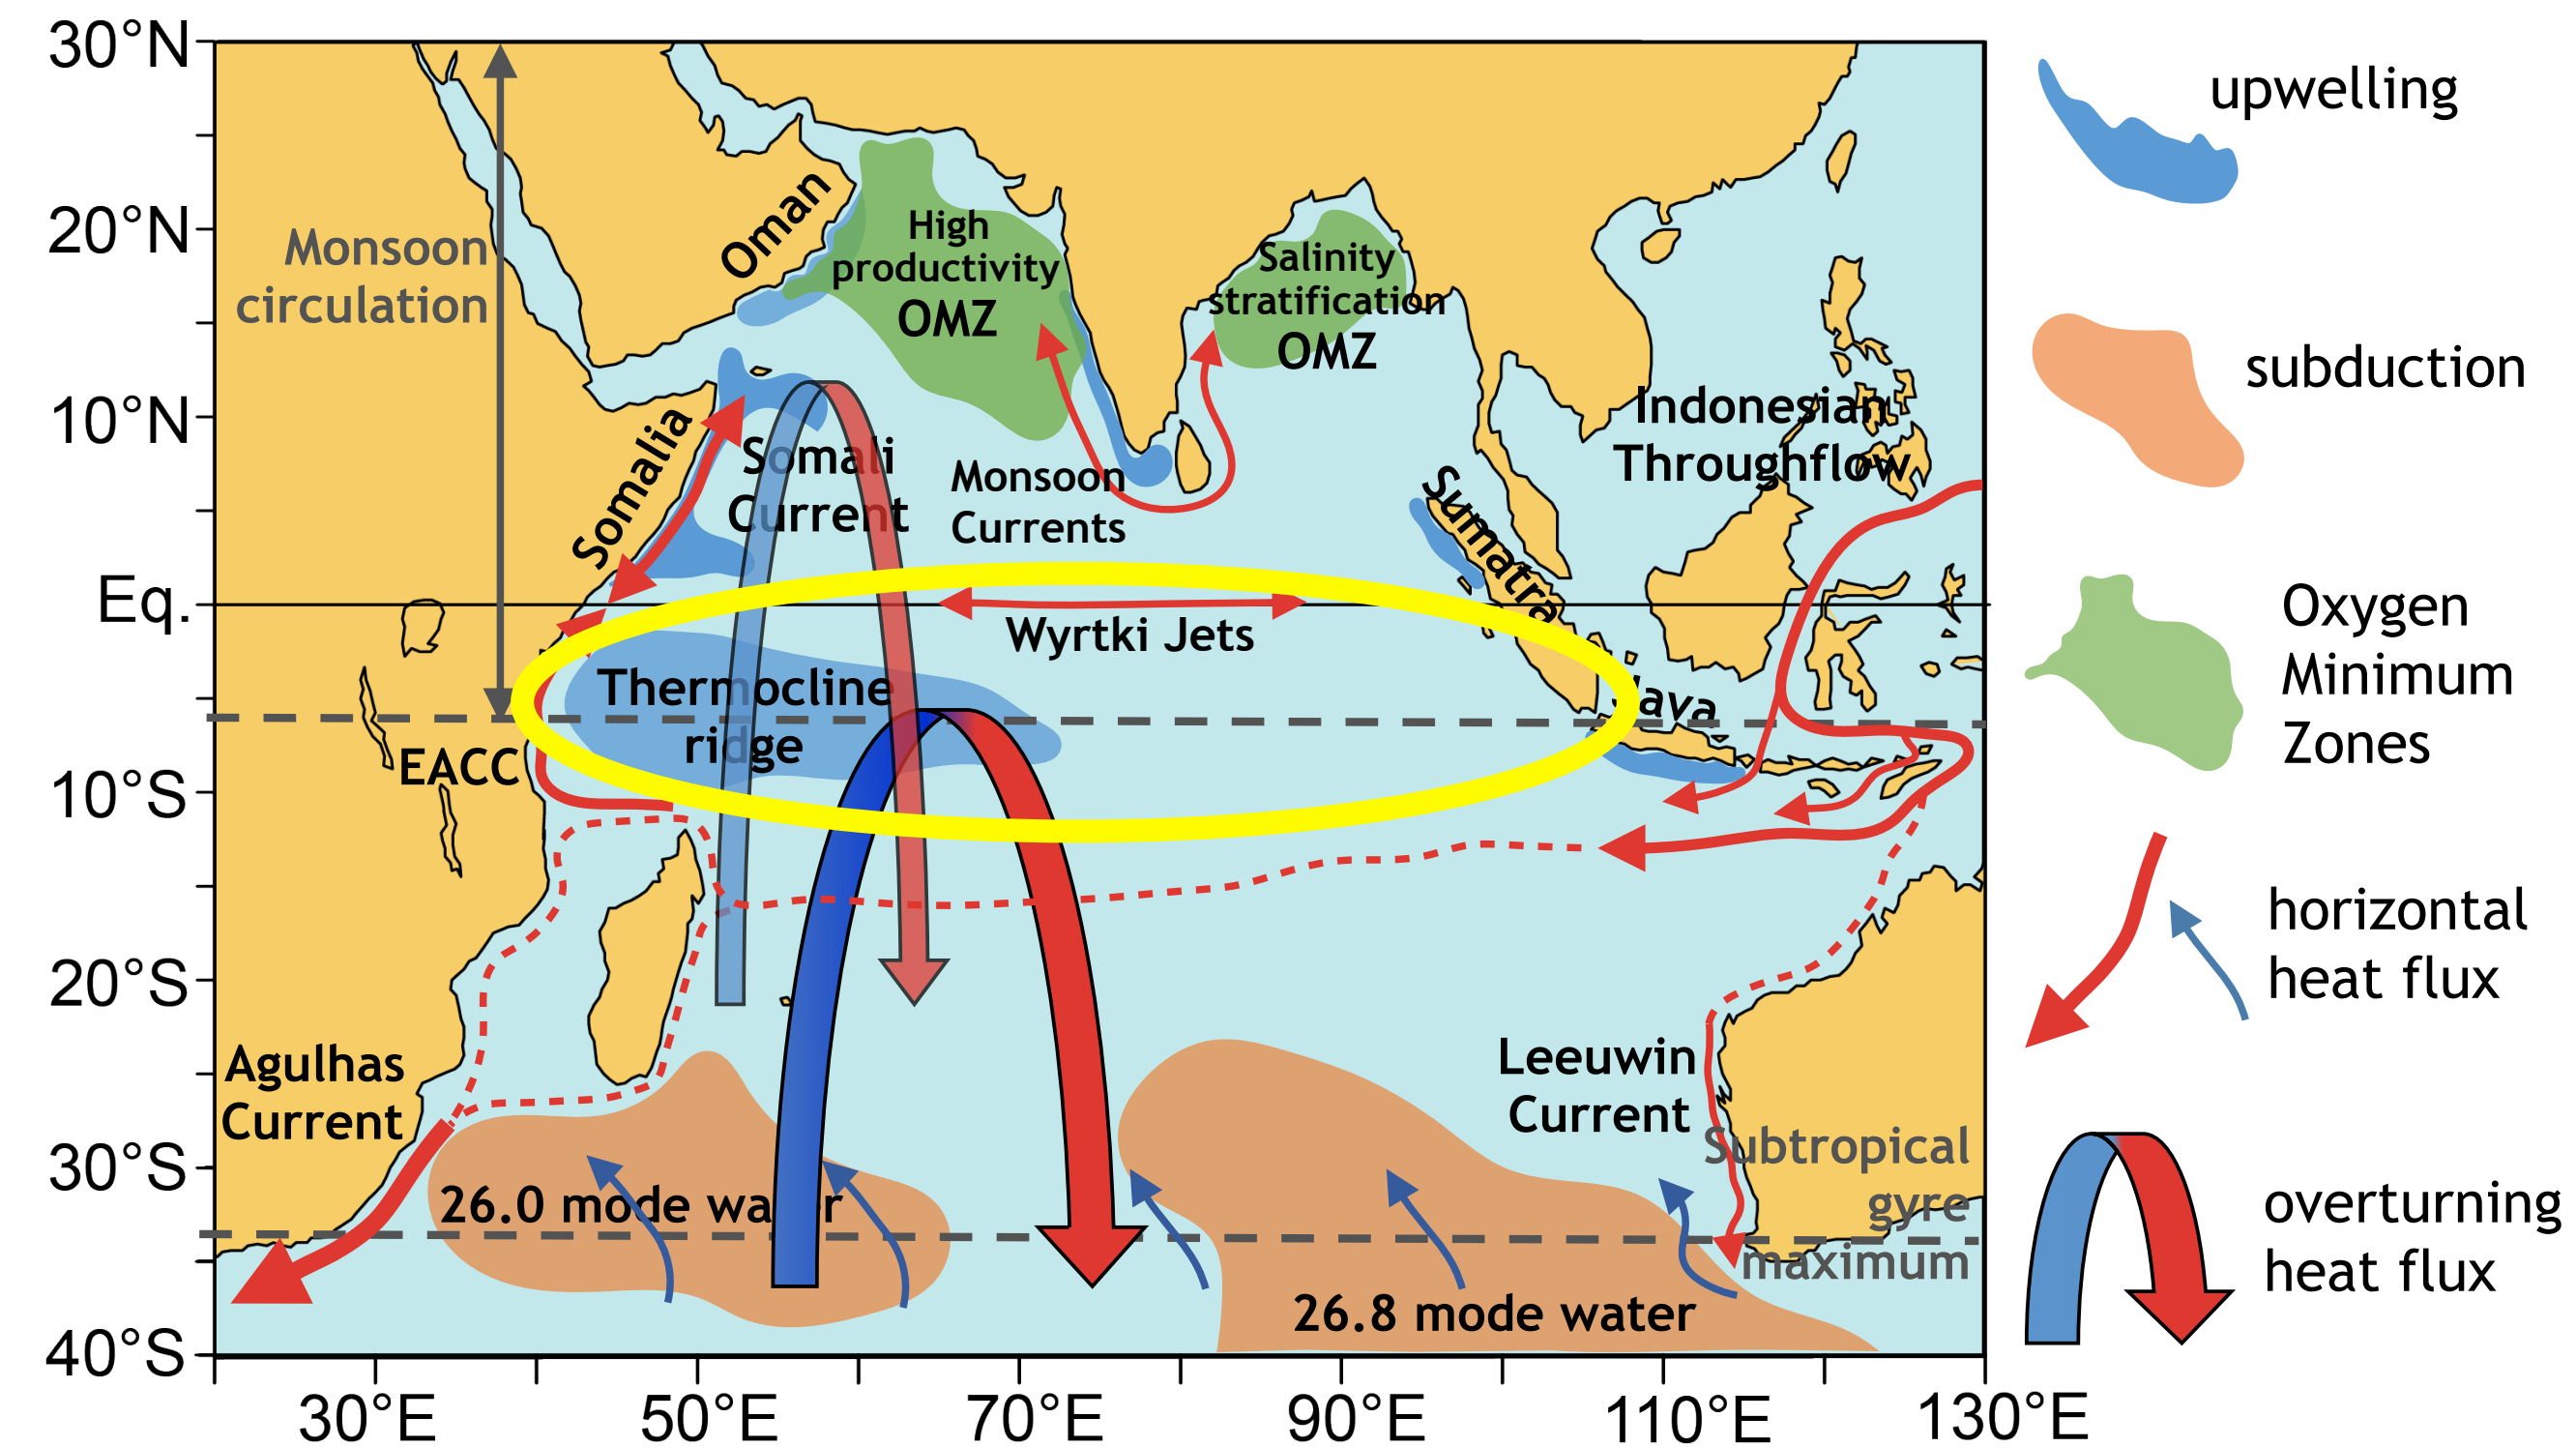 30°N
20°N
10°N
Eq.
10°S
20°S
30°S
40°S
30°E
50°E
70°E
90°E
110°E
130°E
Monsoon
circulation
Oman
High
productivity
OMZ
Salinity
stratification
OMZ
Somalia
Somali
Current
Monsoon
Currents
Sumatra
Indonesian
Throughflow
Wyrtki Jets
Thermocline
ridge
Java
EACC
Agulhas
Current
Leeuwin
Current
Subtropical
gyre
maximum
26.0 mode water
26.8 mode water
upwelling
subduction
Oxygen
Minimum
Zones
horizontal
heat flux
overturning
heat flux